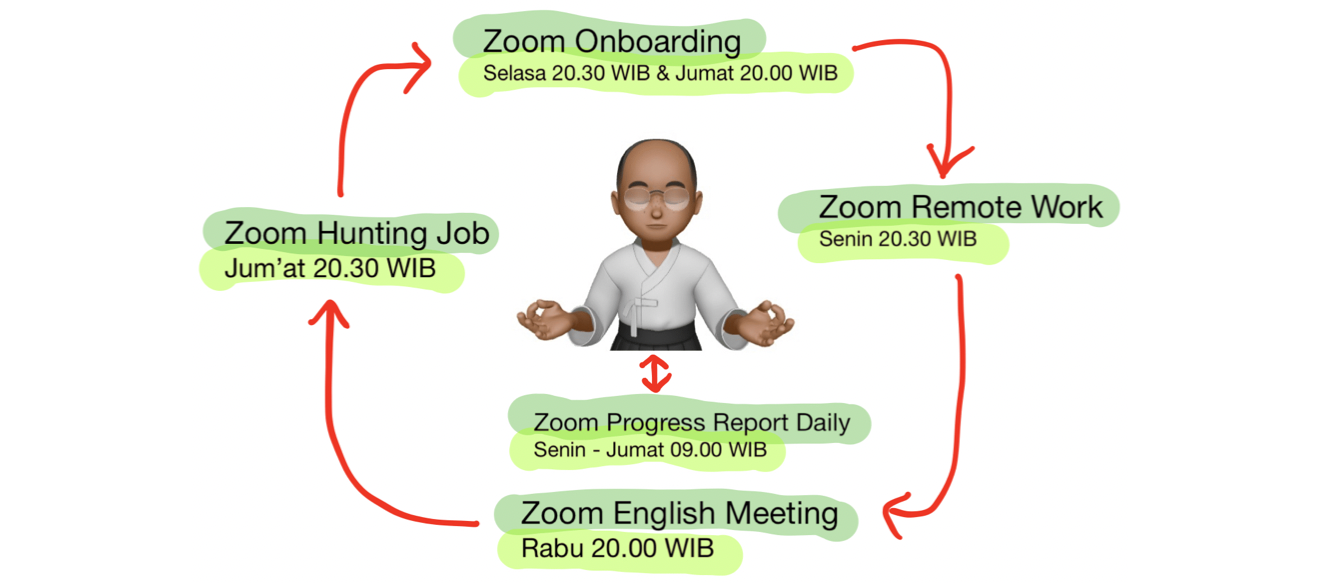 Zoom Onboarding
Selasa 20.30 WIB & Jumat 20.00 WIB
Zoom Remote Work
Senin 20.30 WIB
Zoom Hunting Job
Jum’at 20.30 WIB
Zoom Progress Report Daily
Senin - Jumat 09.00 WIB
Zoom English Meeting
Rabu 20.00 WIB